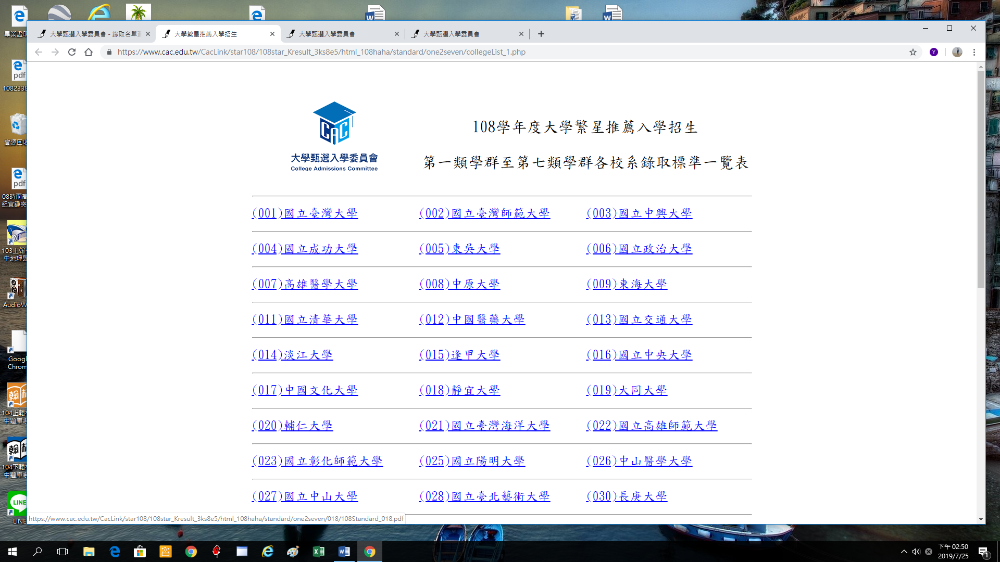 大學甄選入學委員會 - 錄取名單
大學繁星推薦入學招生
大學甄選入學委員會
大學甄選入學委員會
https://www.cac.edu.tw/CacLink/star108/108star_Kresult_3ks8e5/html_108haha/standard/one2seven/collegeList_1.php
Y
CAC
大學甄選入學委員會
College Admissions Committee
108學年度大學繁星推薦入學招生
第一類學群至第七類學群各校系錄取標準一覽表
(001)國立臺灣大學
(002)國立臺灣師範大學
(003)國立中興大學
(004)國立成功大學
(005)東吳大學
(006)國立政治大學
(007)高雄醫學大學
(008)中原大學
(009)東海大學
(011)國立清華大學
(012)中國醫藥大學
(013)國立交通大學
(014)淡江大學
(015)逢甲大學
(016)國立中央大學
(017)中國文化大學
(018)靜宜大學
(019)大同大學
(020)輔仁大學
(021)國立臺灣海洋大學
(022)國立高雄師範大學
(023)國立彰化師範大學
(025)國立陽明大學
(026)中山醫學大學
(027)國立中山大學
(028)國立臺北藝術大學
(030)長庚大學
https://www.cac.edu.tw/CacLink/star108/108star_Kresult_3ks8e5/html_108haha/standard/one2seven/018/108Standard_018.pdf
畢業證
pdf
1082338
資源回收
pdf
08時雨高
紀宜錚突
103上翰
中地理題
AudioW
Googl
Chrom
104上翰
中題庫系
翰林
104下翰
中題庫系
LINE
LINE
下午 02:50
2019/7/25
1